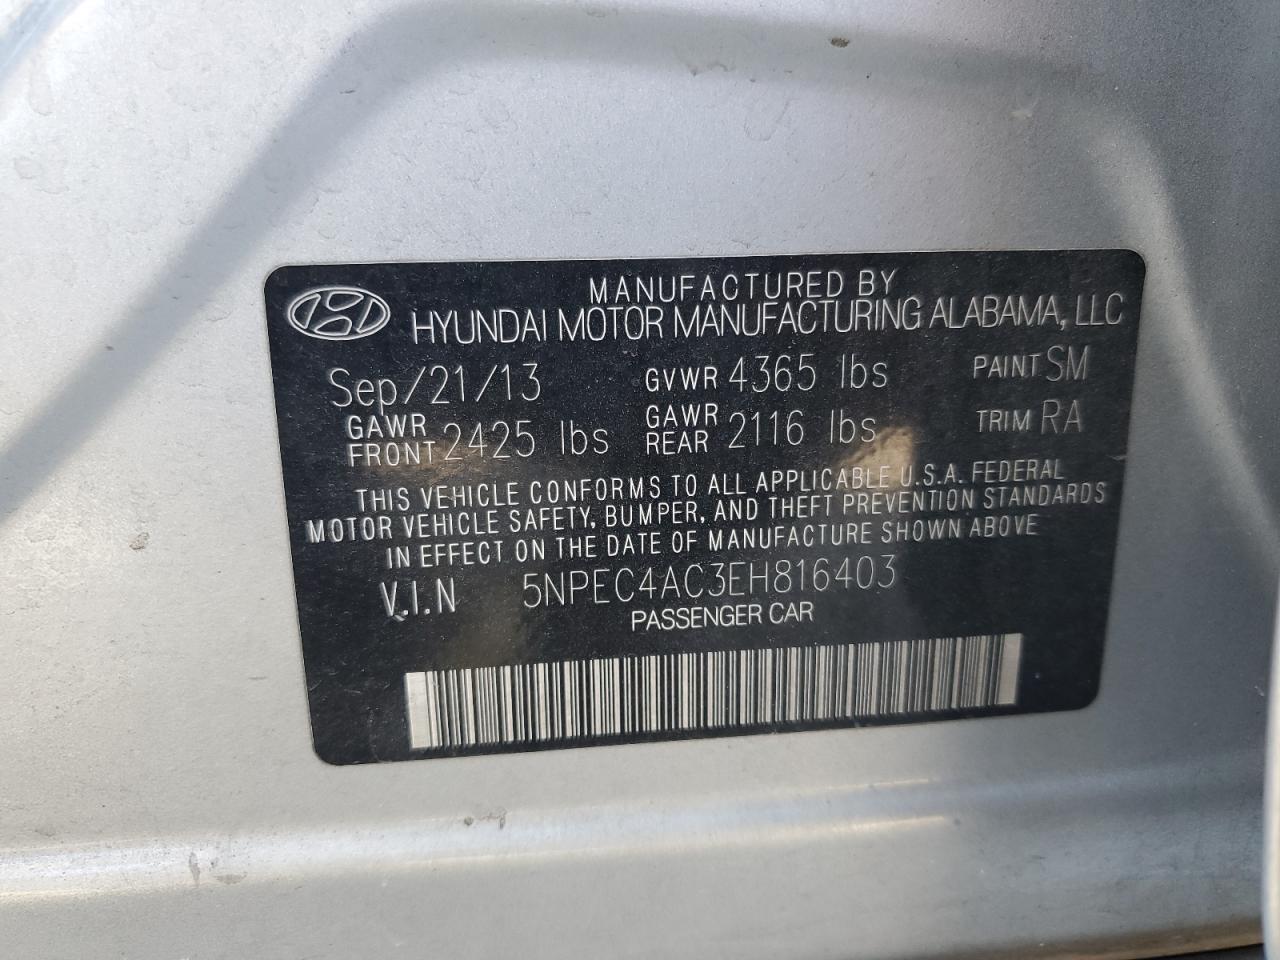 MANUFACTURED BY
HYUNDAI MOTOR MANUFACTURING ALABAMA, LLC
Sep/21/13 GVWR 4365 lbs PAINT SM
GAWR FRONT 2425 lbs GAWR REAR 2116 lbs TRIM RA
THIS VEHICLE CONFORMS TO ALL APPLICABLE U.S.A. FEDERAL
MOTOR VEHICLE SAFETY, BUMPER, AND THEFT PREVENTION STANDARDS
IN EFFECT ON THE DATE OF MANUFACTURE SHOWN ABOVE
V.I.N 5NPEC4AC3EH816403
PASSENGER CAR